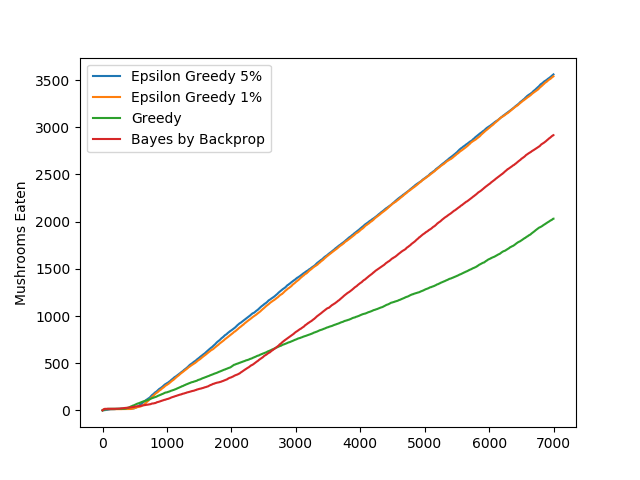 Epsilon Greedy 5%
Epsilon Greedy 1%
Greedy
Bayes by Backprop
Mushrooms Eaten
3500
3000
2500
2000
1500
1000
500
0
0 1000 2000 3000 4000 5000 6000 7000